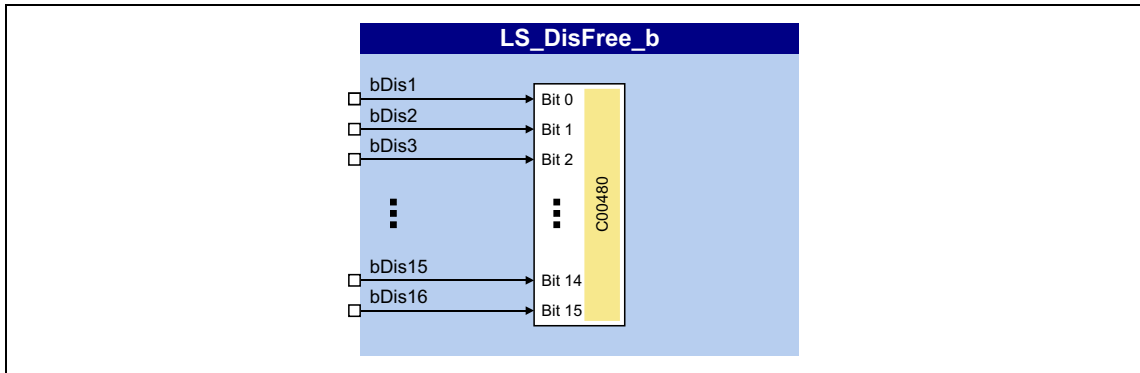 LS_DisFree_b
bDis1
Bit 0
bDis2
Bit 1
bDis3
Bit 2
C00480
bDis15
Bit 14
bDis16
Bit 15